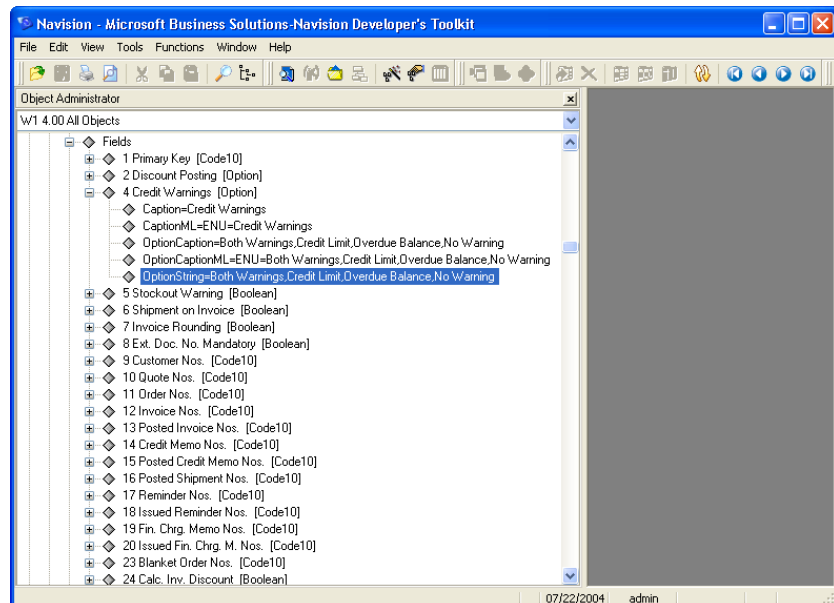 Navision - Microsoft Business Solutions-Navision Developer's Toolkit
File Edit View Tools Functions Window Help
Object Administrator
W1 4.00 All Objects
Fields
1 Primary Key [Code10]
2 Discount Posting [Option]
4 Credit Warnings [Option]
Caption=Credit Warnings
CaptionML=ENU=Credit Warnings
OptionCaption=Both Warnings,Credit Limit,Overdue Balance,No Warning
OptionCaptionML=ENU=Both Warnings,Credit Limit,Overdue Balance,No Warning
OptionString=Both Warnings,Credit Limit,Overdue Balance,No Warning
5 Stockout Warning [Boolean]
6 Shipment on Invoice [Boolean]
7 Invoice Rounding [Boolean]
8 Ext. Doc. No. Mandatory [Boolean]
9 Customer Nos. [Code10]
10 Quote Nos. [Code10]
11 Order Nos. [Code10]
12 Invoice Nos. [Code10]
13 Posted Invoice Nos. [Code10]
14 Credit Memo Nos. [Code10]
15 Posted Credit Memo Nos. [Code10]
16 Posted Shipment Nos. [Code10]
17 Reminder Nos. [Code10]
18 Issued Reminder Nos. [Code10]
19 Fin. Chrg. Memo Nos. [Code10]
20 Issued Fin. Chrg. M. Nos. [Code10]
23 Blanket Order Nos. [Code10]
24 Calc. Inv. Discount [Boolean]
07/22/2004 admin